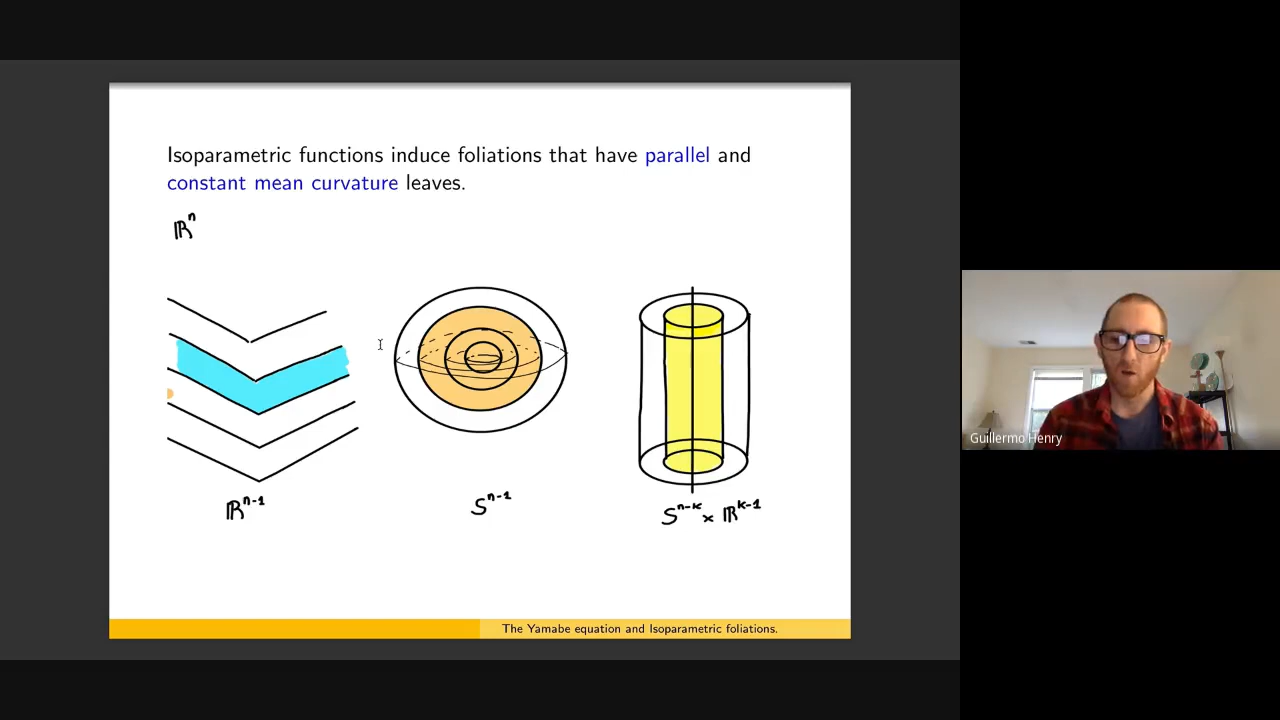 Isoparametric functions induce foliations that have parallel and
constant mean curvature leaves.
ℝⁿ
ℝⁿ⁻¹
Sⁿ⁻¹
Sⁿ⁻ᵏ × ℝᵏ⁻¹
The Yamabe equation and Isoparametric foliations.
Guillermo Henry